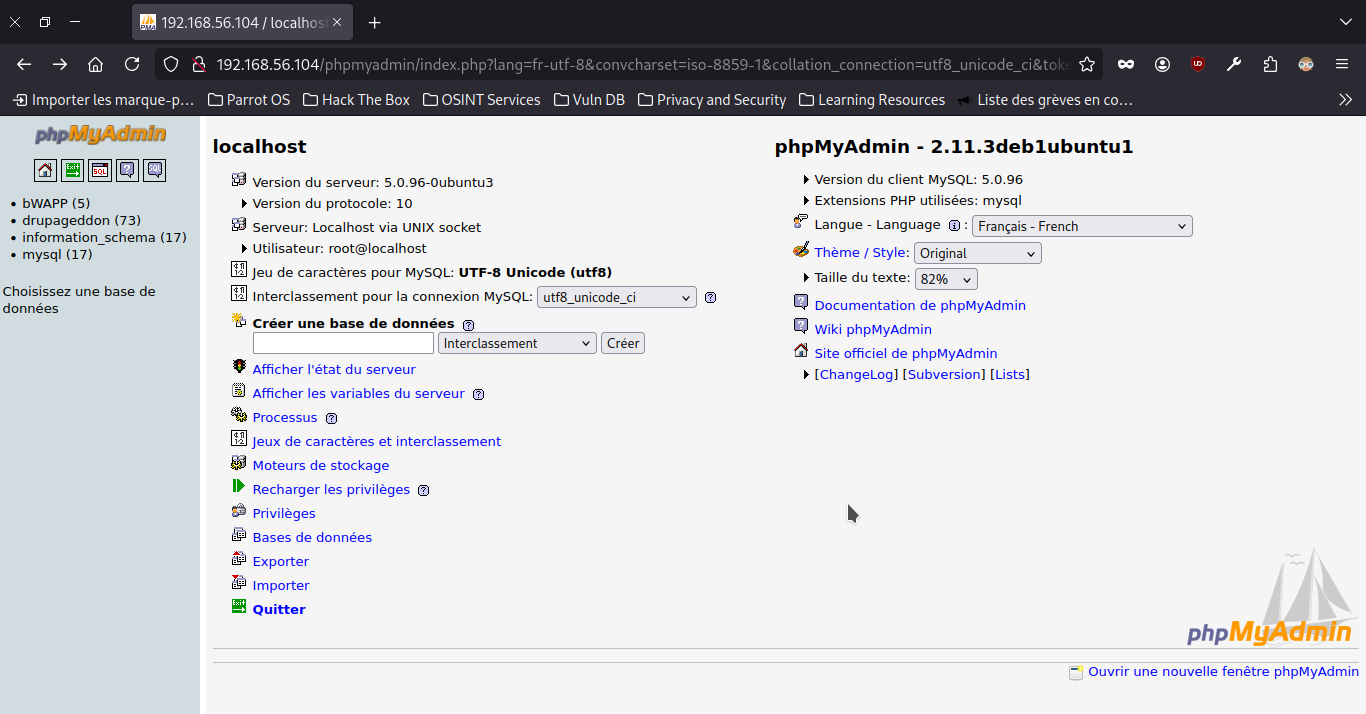 192.168.56.104 / localhos
192.168.56.104/phpmyadmin/index.php?lang=fr-utf-8&convcharset=iso-8859-1&collation_connection=utf8_unicode_ci&tok
Importer les marque-p… Parrot OS Hack The Box OSINT Services Vuln DB Privacy and Security Learning Resources Liste des grèves en co…
phpMyAdmin
bWAPP (5)
drupageddon (73)
information_schema (17)
mysql (17)
Choisissez une base de
données
localhost
Version du serveur: 5.0.96-0ubuntu3
Version du protocole: 10
Serveur: Localhost via UNIX socket
Utilisateur: root@localhost
Jeu de caractères pour MySQL: UTF-8 Unicode (utf8)
Interclassement pour la connexion MySQL: utf8_unicode_ci
Créer une base de données
Interclassement Créer
Afficher l'état du serveur
Afficher les variables du serveur
Processus
Jeux de caractères et interclassement
Moteurs de stockage
Recharger les privilèges
Privilèges
Bases de données
Exporter
Importer
Quitter
phpMyAdmin - 2.11.3deb1ubuntu1
Version du client MySQL: 5.0.96
Extensions PHP utilisées: mysql
Langue - Language : Français - French
Thème / Style: Original
Taille du texte: 82%
Documentation de phpMyAdmin
Wiki phpMyAdmin
Site officiel de phpMyAdmin
[ChangeLog] [Subversion] [Lists]
phpMyAdmin
Ouvrir une nouvelle fenêtre phpMyAdmin